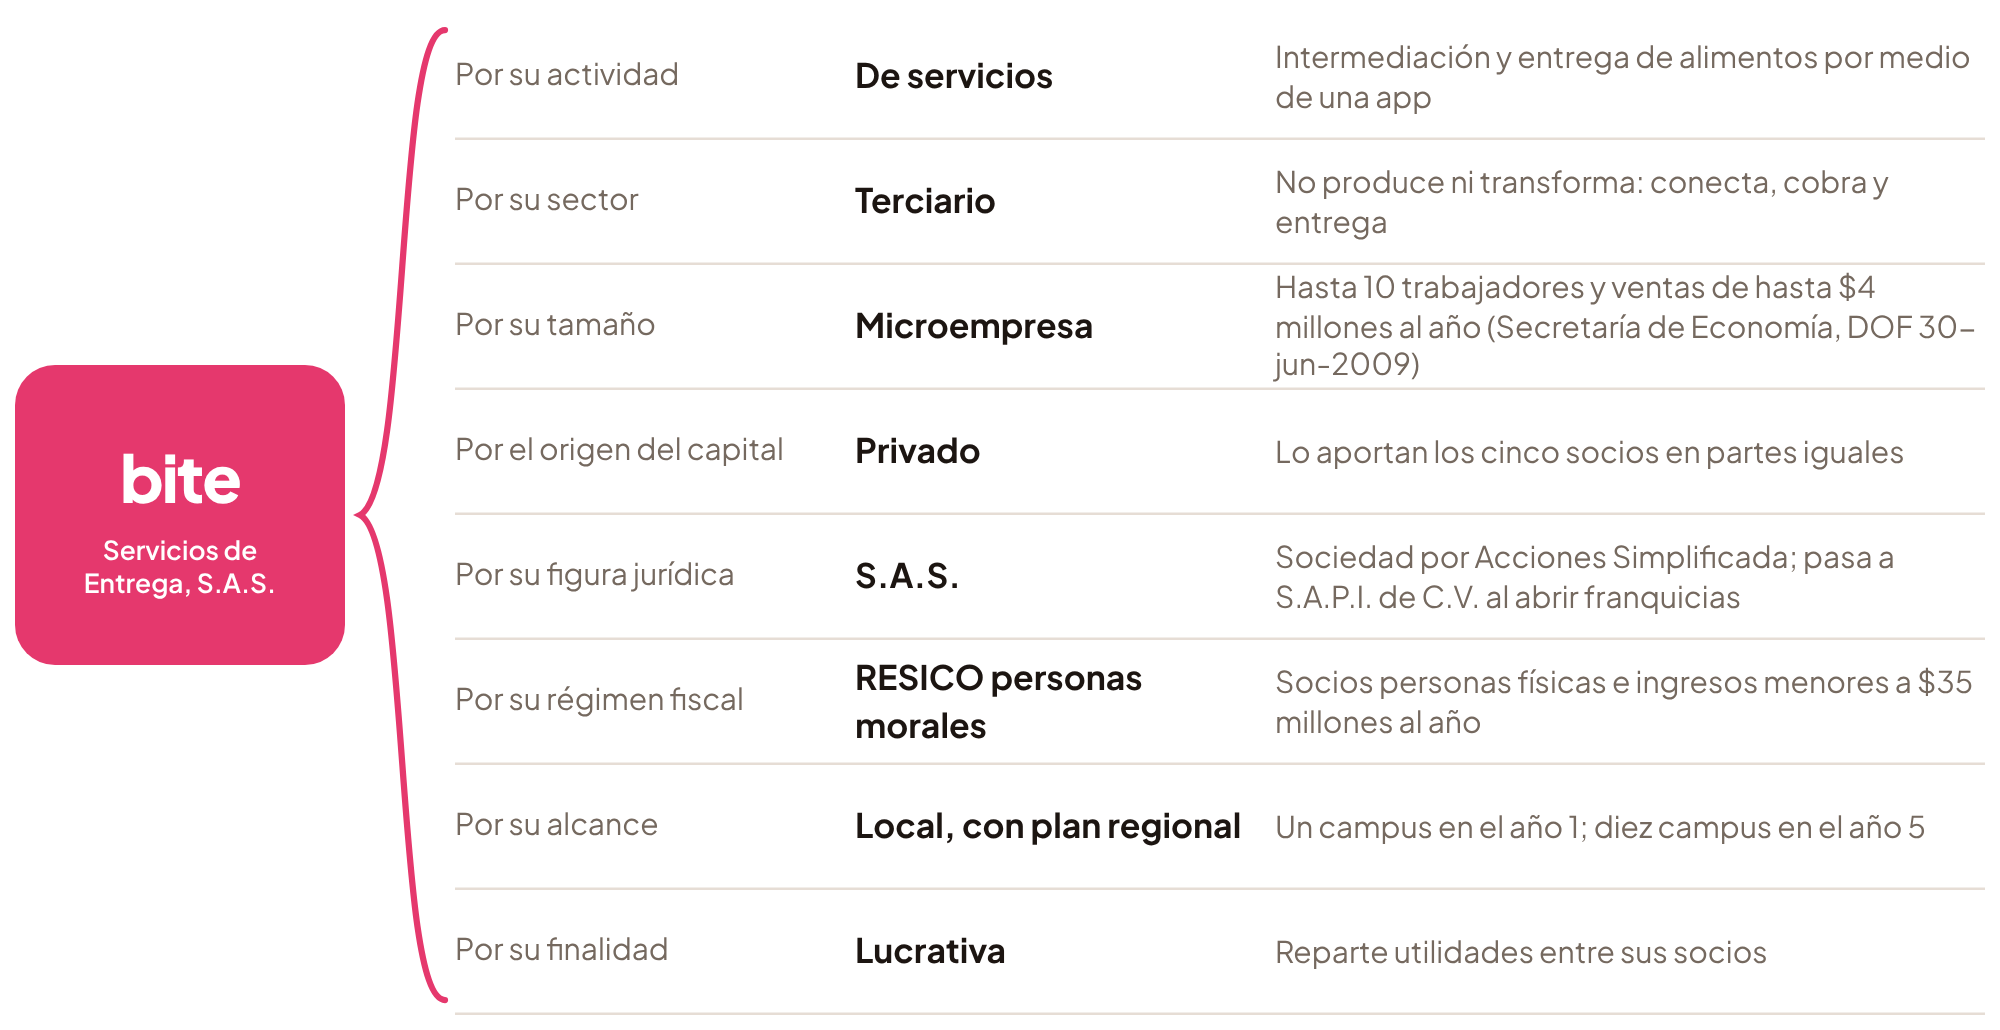 bite
Servicios de
Entrega, S.A.S.
Por su actividad
De servicios
Intermediación y entrega de alimentos por medio
de una app
Por su sector
Terciario
No produce ni transforma: conecta, cobra y
entrega
Por su tamaño
Microempresa
Hasta 10 trabajadores y ventas de hasta $4
millones al año (Secretaría de Economía, DOF 30-
jun-2009)
Por el origen del capital
Privado
Lo aportan los cinco socios en partes iguales
Por su figura jurídica
S.A.S.
Sociedad por Acciones Simplificada; pasa a
S.A.P.I. de C.V. al abrir franquicias
Por su régimen fiscal
RESICO personas
morales
Socios personas físicas e ingresos menores a $35
millones al año
Por su alcance
Local, con plan regional
Un campus en el año 1; diez campus en el año 5
Por su finalidad
Lucrativa
Reparte utilidades entre sus socios